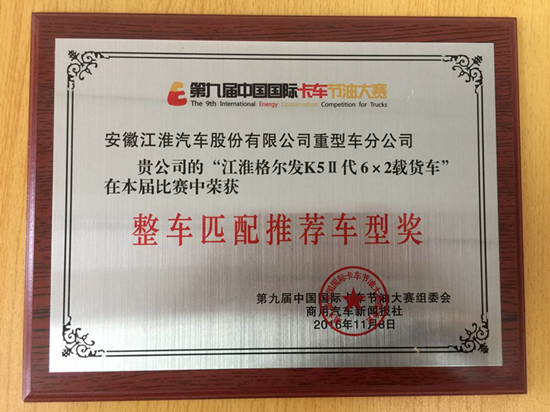 第九届中国国际卡车节油大赛
The 9th International Energy Conservation Competition for Trucks
安徽江淮汽车股份有限公司重型车分公司
贵公司的“江淮格尔发K5Ⅱ代6×2载货车”
在本届比赛中荣获
整车匹配推荐车型奖
第九届中国国际卡车节油大赛组委会
商用汽车新闻报社
2016年11月8日